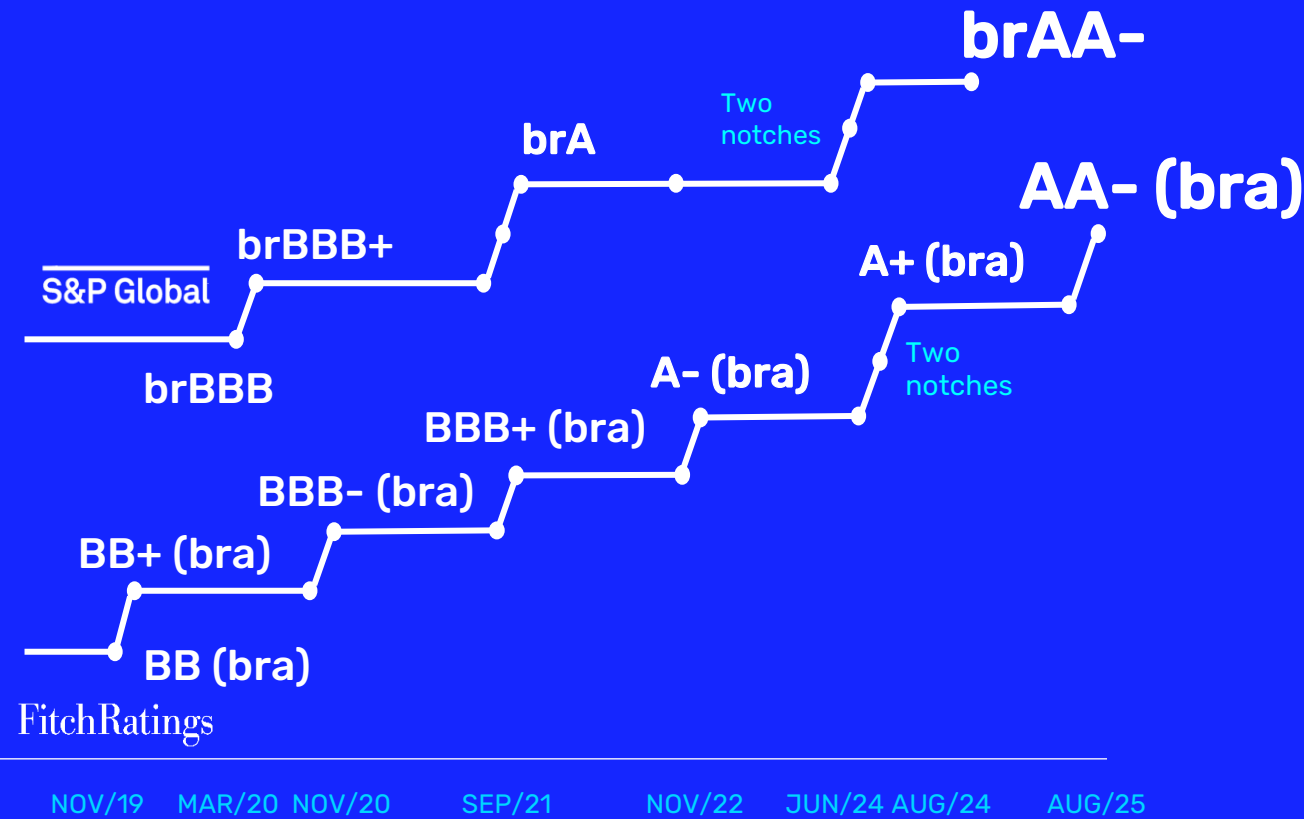 brAA-
Two
notches
brA
AA- (bra)
brBBB+
A+ (bra)
S&P Global
Two
notches
A- (bra)
brBBB
BBB+ (bra)
BBB- (bra)
BB+ (bra)
BB (bra)
FitchRatings
NOV/19 MAR/20 NOV/20 SEP/21 NOV/22 JUN/24 AUG/24 AUG/25